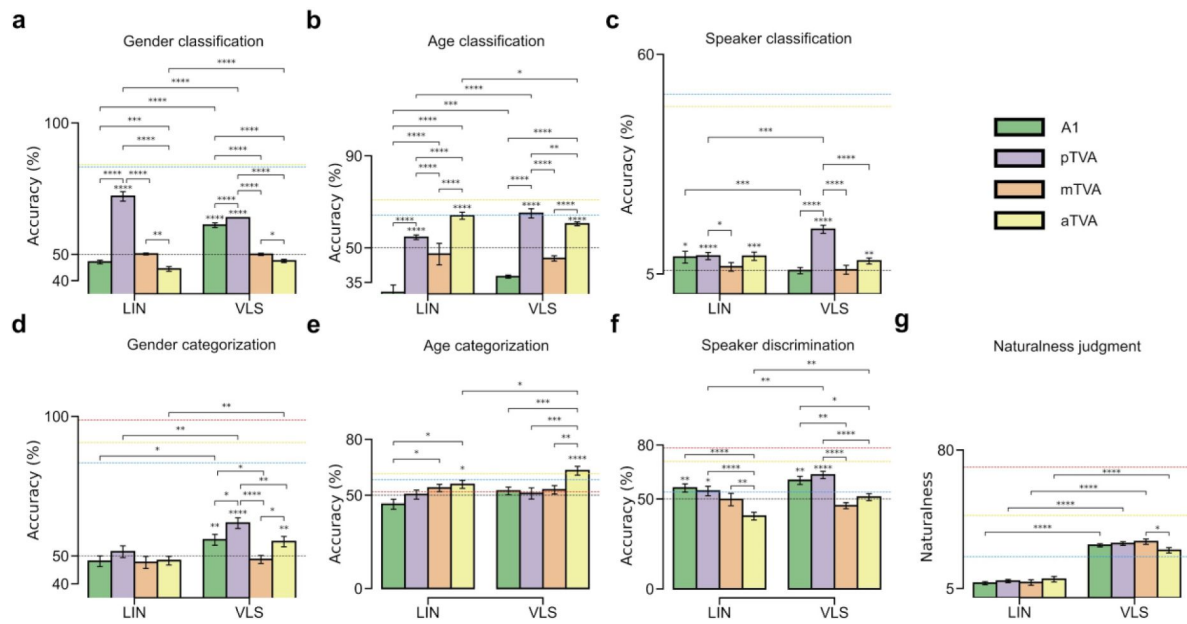 a
Gender classification
Accuracy (%)
100
50
40
****
****
****
***
****
**** ****
****
**
****
****
****
****
****
**** ****
*
LIN VLS
b
Age classification
Accuracy (%)
90
50
35
*
****
***
****
****
****
****
****
****
****
****
****
**
****
****
****
****
****
LIN VLS
c
Speaker classification
Accuracy (%)
60
5
***
****
***
****
****
*
* **** ***
**
LIN VLS
A1
pTVA
mTVA
aTVA
d
Gender categorization
Accuracy (%)
100
50
40
**
**
*
*
**
* ****
****
*
** **
LIN VLS
e
Age categorization
Accuracy (%)
80
50
0
*
***
***
*
**
*
****
*
LIN VLS
f
Speaker discrimination
Accuracy (%)
80
50
0
**
**
*
**
****
****
****
**
** *
** ****
LIN VLS
g
Naturalness judgment
Naturalness
80
5
****
****
****
****
*
LIN VLS